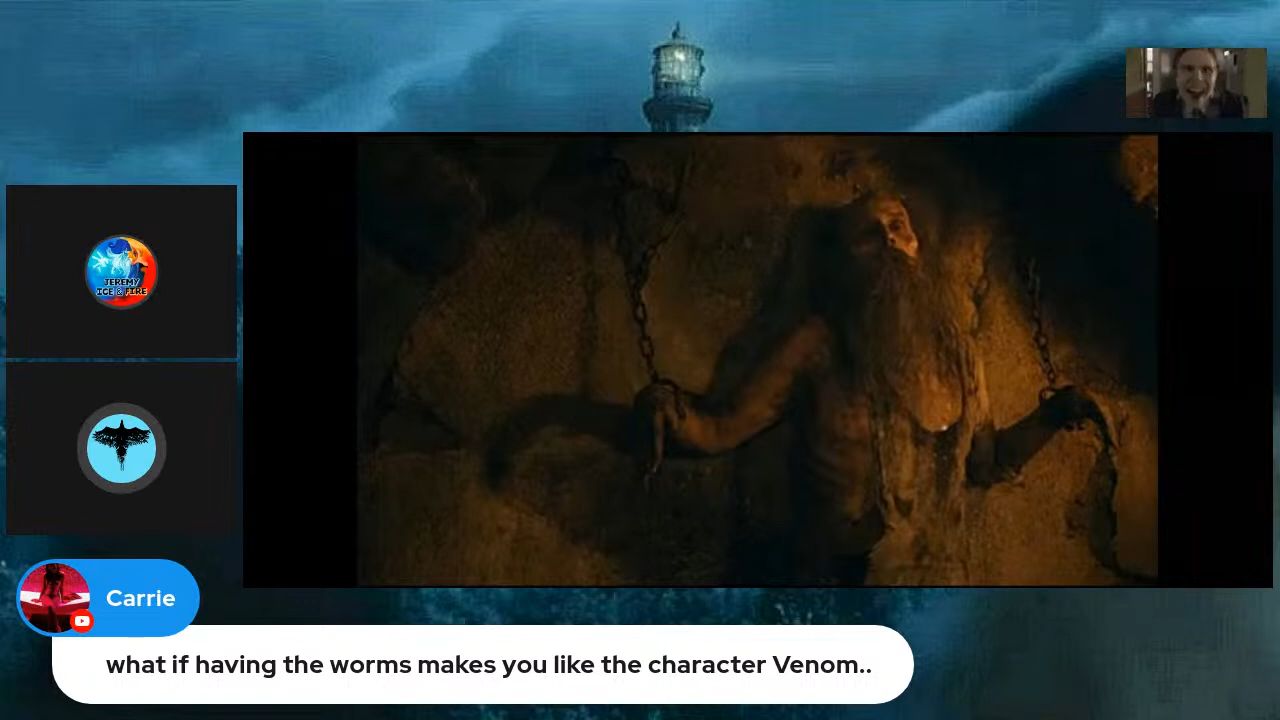 JEREMY
ICE & FIRE
Carrie
what if having the worms makes you like the character Venom..